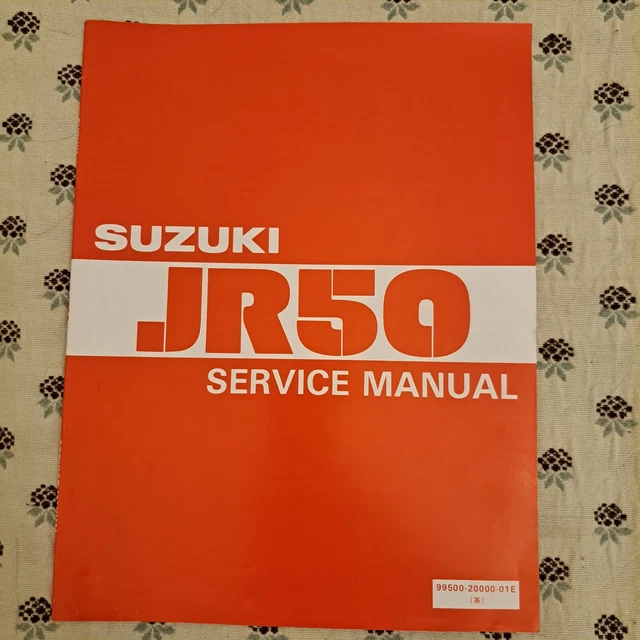 SUZUKI
JR50
SERVICE MANUAL
99500-20000-01E
(英)